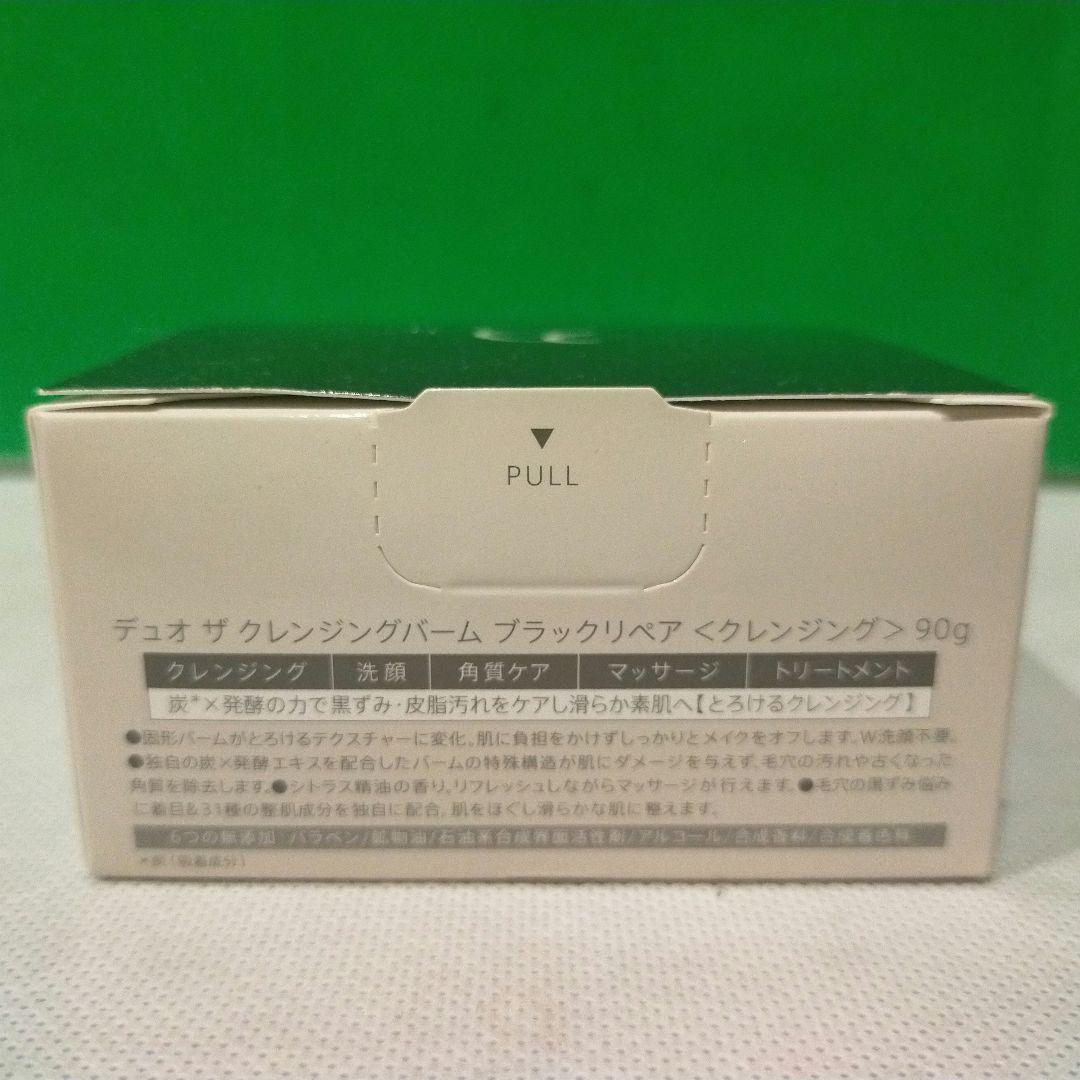 ▼
PULL
デュオ ザ クレンジングバーム ブラックリペア <クレンジング> 90g
クレンジング 洗顔 角質ケア マッサージ トリートメント
炭*×発酵の力で黒ずみ・皮脂汚れをケアし滑らか素肌へ【とろけるクレンジング】
●固形バームがとろけるテクスチャーに変化。肌に負担をかけずしっかりとメイクをオフします。W洗顔不要。
●独自の炭×発酵エキスを配合したバームの特殊構造が肌にダメージを与えず、毛穴の汚れや古くなった
角質を除去します。●シトラス精油の香り。リフレッシュしながらマッサージが行えます。●毛穴の黒ずみ悩み
に着目&31種の整肌成分を独自に配合。肌をほぐし滑らかな肌に整えます。
6つの無添加 パラベン/鉱物油/石油系合成界面活性剤/アルコール/合成香料/合成着色料
*炭(吸着成分)